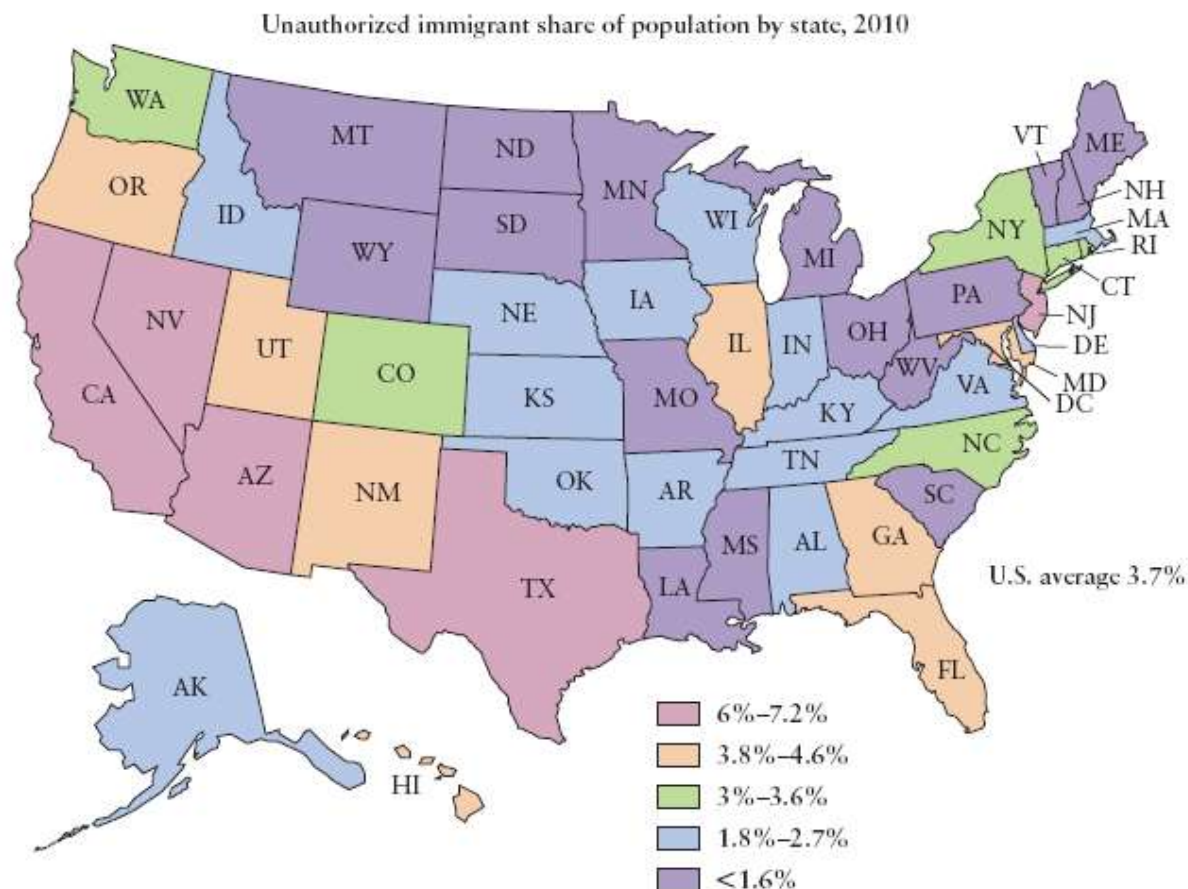 Unauthorized immigrant share of population by state, 2010
WA
MT
ND
MN
VT
ME
OR
ID
SD
WI
NH
MA
NY
RI
WY
MI
CT
IA
PA
NE
NJ
NV
OH
IL
IN
DE
UT
CO
WV
MD
VA
CA
KS
MO
KY
DC
NC
TN
AZ
OK
NM
AR
SC
MS
AL
GA
U.S. average 3.7%
TX
LA
FL
AK
6%–7.2%
3.8%–4.6%
HI
3%–3.6%
1.8%–2.7%
<1.6%